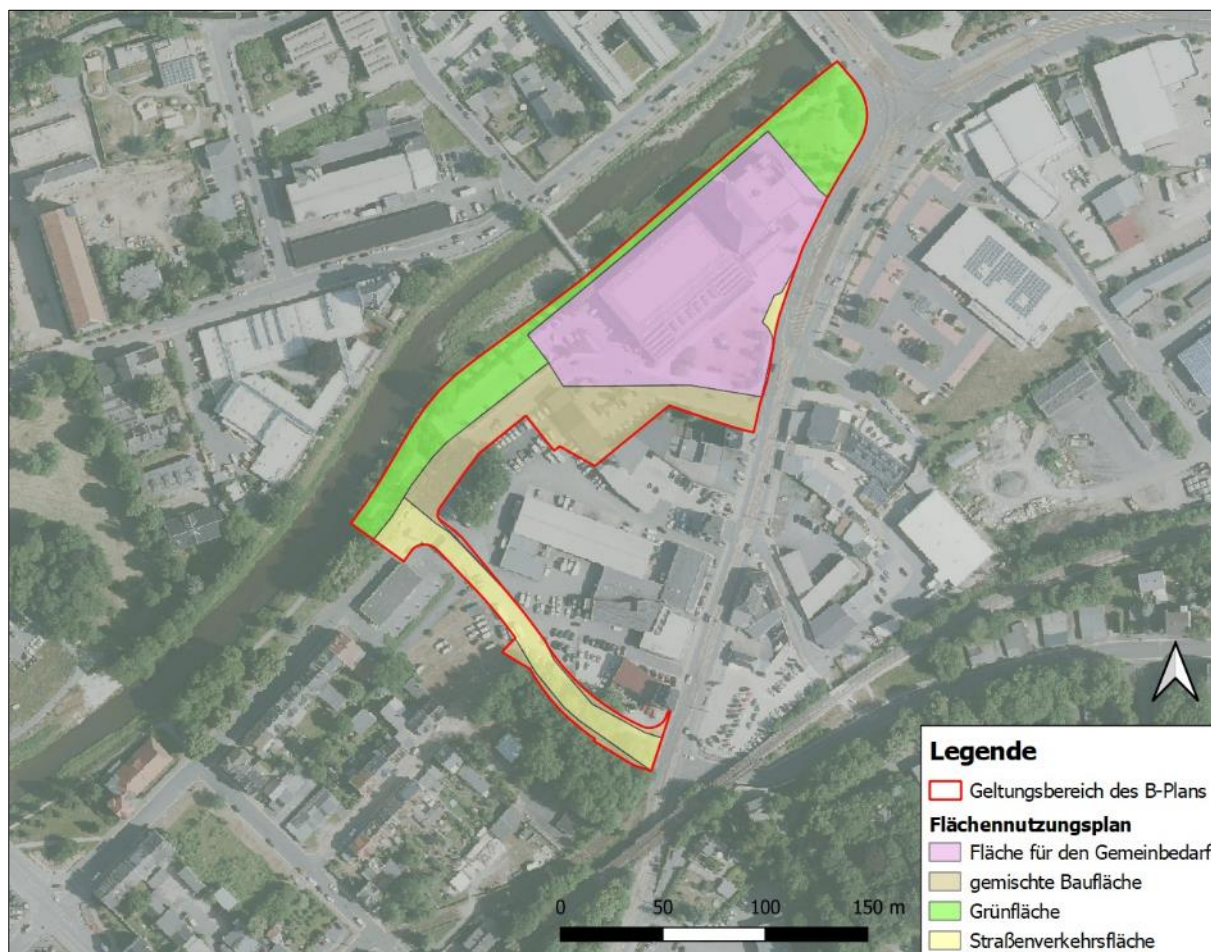 Legende
Geltungsbereich des B-Plans
Flächennutzungsplan
Fläche für den Gemeinbedarf
gemischte Baufläche
Grünfläche
Straßenverkehrsfläche
0 50 100 150 m